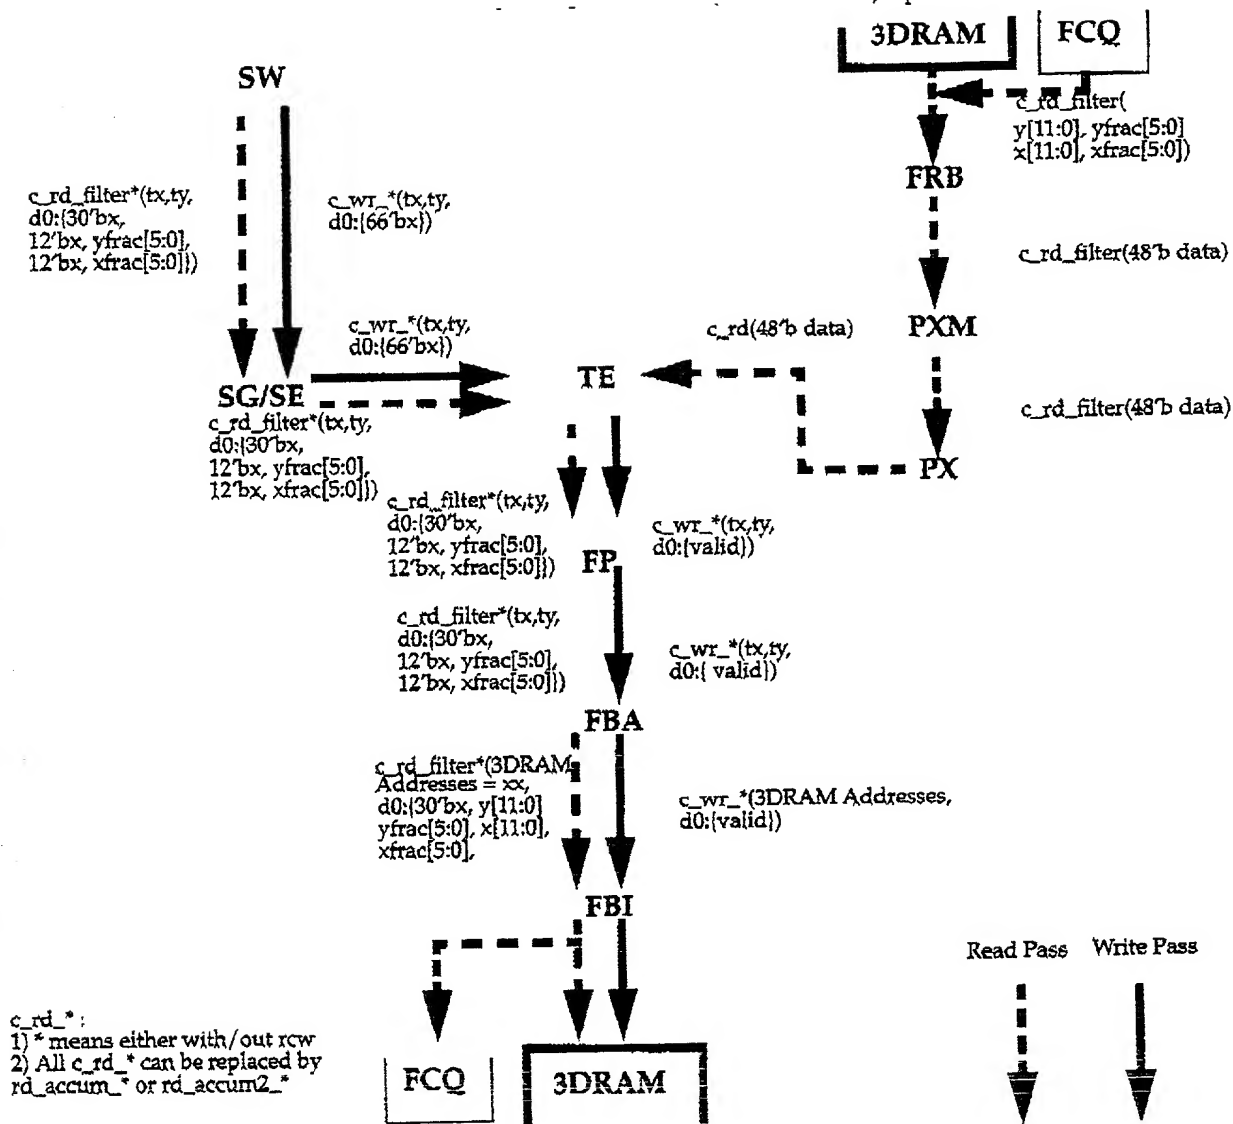 3DRAM
FCQ
SW
c_rd_filter(
y[11:0], yfrac[5:0]
x[11:0], xfrac[5:0])
FRB
c_rd_filter*(tx,ty,
d0:{30'bx,
12'bx, yfrac[5:0],
12'bx, xfrac[5:0]})
c_wr_*(tx,ty,
d0:{66'bx})
c_rd_filter(48'b data)
c_wr_*(tx,ty,
d0:{66'bx})
c_rd(48'b data)
PXM
SG/SE
TE
c_rd_filter*(tx,ty,
d0:{30'bx,
12'bx, yfrac[5:0],
12'bx, xfrac[5:0]})
c_rd_filter(48'b data)
PX
c_rd_filter*(tx,ty,
d0:{30'bx,
12'bx, yfrac[5:0],
12'bx, xfrac[5:0]})
FP
c_wr_*(tx,ty,
d0:{valid})
c_rd_filter*(tx,ty,
d0:{30'bx,
12'bx, yfrac[5:0],
12'bx, xfrac[5:0]})
c_wr_*(tx,ty,
d0:{ valid})
FBA
c_rd_filter*(3DRAM
Addresses = xx,
d0:{30'bx, y[11:0]
yfrac[5:0], x[11:0],
xfrac[5:0],
c_wr_*(3DRAM Addresses,
d0:{valid})
FBI
Read Pass
Write Pass
c_rd_* :
1) * means either with/out rcw
2) All c_rd_* can be replaced by
rd_accum_* or rd_accum2_*
FCQ
3DRAM